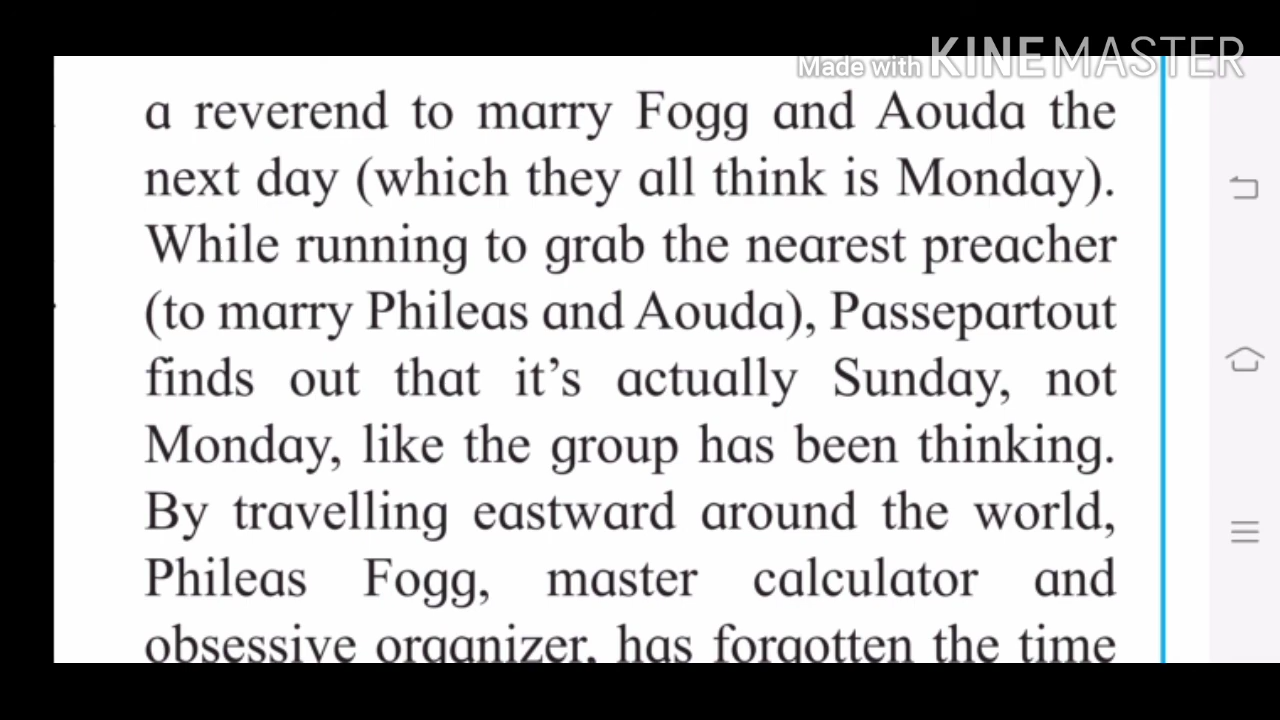 Made with KINEMASTER
a reverend to marry Fogg and Aouda the
next day (which they all think is Monday).
While running to grab the nearest preacher
(to marry Phileas and Aouda), Passepartout
finds out that it’s actually Sunday, not
Monday, like the group has been thinking.
By travelling eastward around the world,
Phileas Fogg, master calculator and
obsessive organizer, has forgotten the time